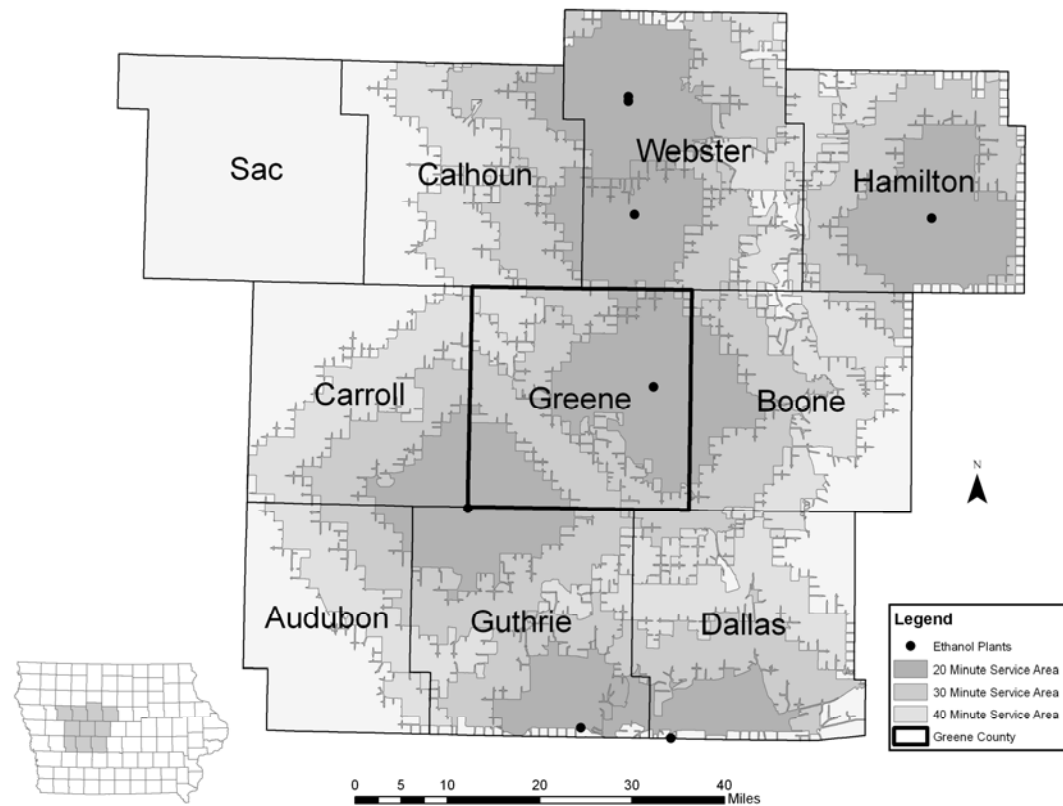 Sac
Calhoun
Webster
Hamilton
Carroll
Greene
Boone
Audubon
Guthrie
Dallas
N
Legend
Ethanol Plants
20 Minute Service Area
30 Minute Service Area
40 Minute Service Area
Greene County
0 5 10 20 30 40
Miles